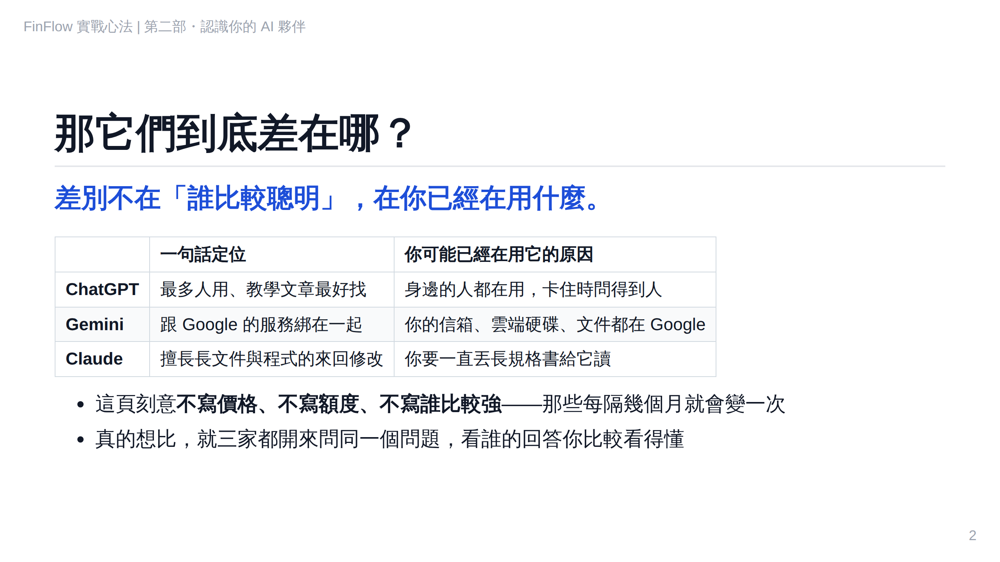 FinFlow 實戰心法 | 第二部・認識你的 AI 夥伴
那它們到底差在哪？
差別不在「誰比較聰明」，在你已經在用什麼。
一句話定位 你可能已經在用它的原因
ChatGPT 最多人用、教學文章最好找 身邊的人都在用，卡住時問得到人
Gemini 跟 Google 的服務綁在一起 你的信箱、雲端硬碟、文件都在 Google
Claude 擅長長文件與程式的來回修改 你要一直丟長規格書給它讀
• 這頁刻意不寫價格、不寫額度、不寫誰比較強——那些每隔幾個月就會變一次
• 真的想比，就三家都開來問同一個問題，看誰的回答你比較看得懂
2